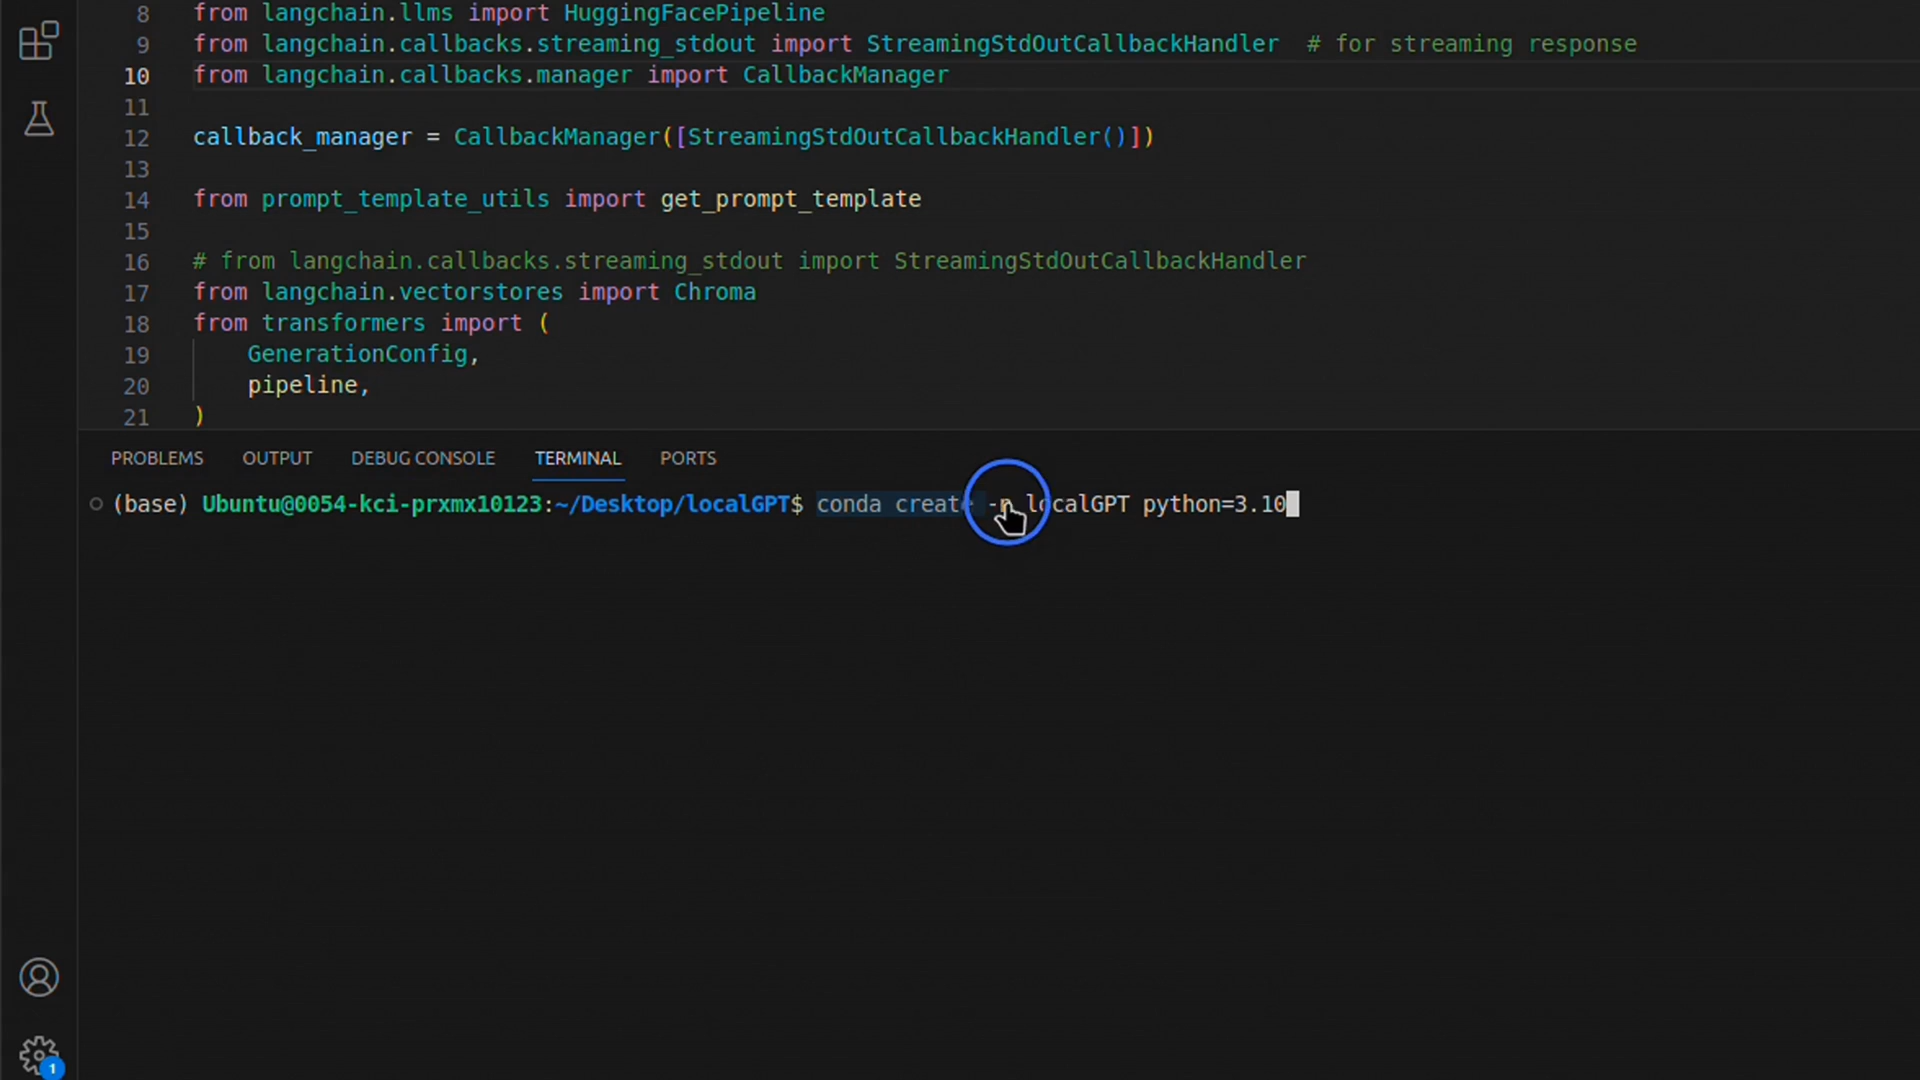 8 from langchain.llms import HuggingFacePipeline
9 from langchain.callbacks.streaming_stdout import StreamingStdOutCallbackHandler # for streaming response
10 from langchain.callbacks.manager import CallbackManager
11
12 callback_manager = CallbackManager([StreamingStdOutCallbackHandler()])
13
14 from prompt_template_utils import get_prompt_template
15
16 # from langchain.callbacks.streaming_stdout import StreamingStdOutCallbackHandler
17 from langchain.vectorstores import Chroma
18 from transformers import (
19 GenerationConfig,
20 pipeline,
21 )
PROBLEMS OUTPUT DEBUG CONSOLE TERMINAL PORTS
(base) Ubuntu@0054-kci-prxmx10123:~/Desktop/localGPT$ conda create -n localGPT python=3.10
1